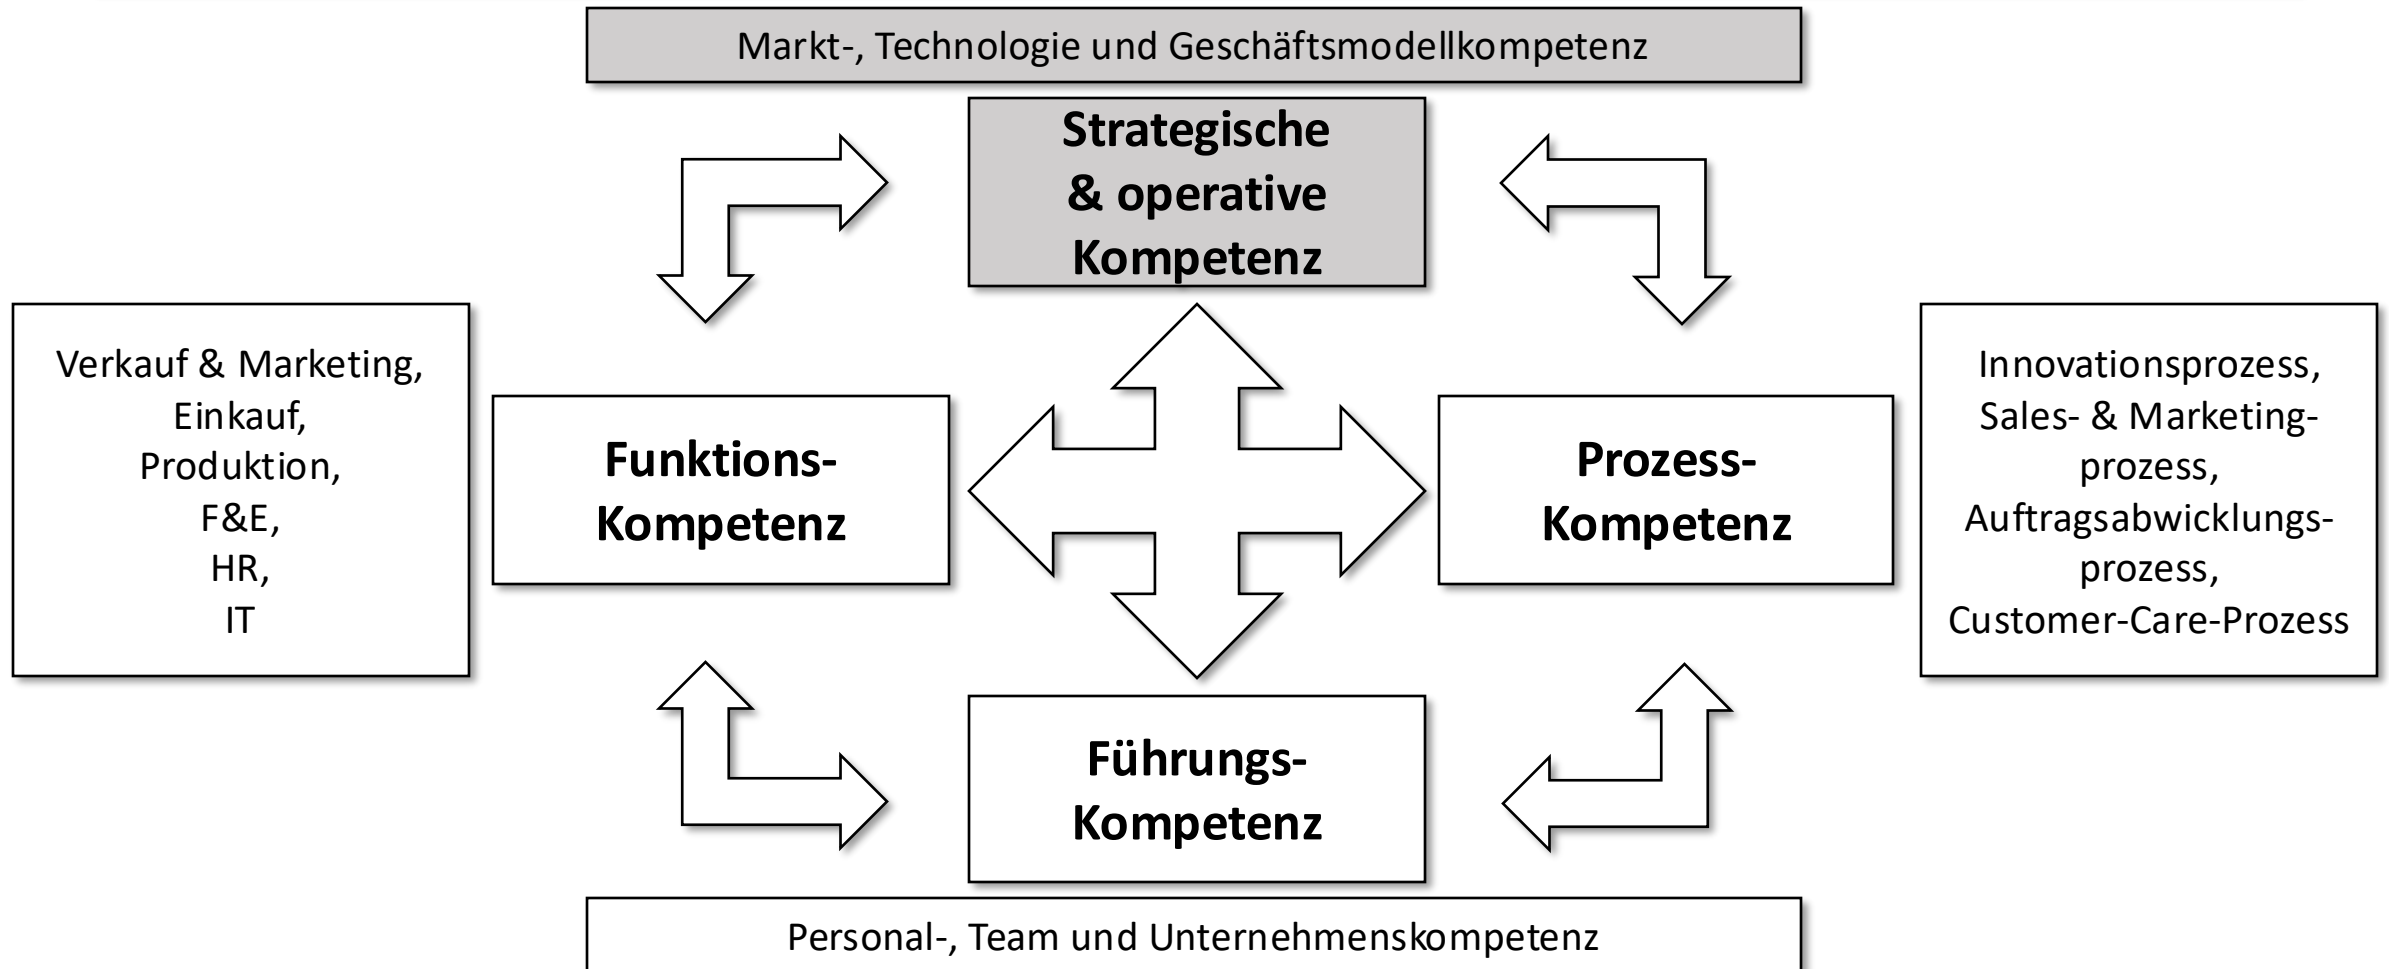 Markt-, Technologie und Geschäftsmodellkompetenz
Strategische
& operative
Kompetenz
Verkauf & Marketing,
Einkauf,
Produktion,
F&E,
HR,
IT
Funktions-
Kompetenz
Prozess-
Kompetenz
Innovationsprozess,
Sales- & Marketing-
prozess,
Auftragsabwicklungs-
prozess,
Customer-Care-Prozess
Führungs-
Kompetenz
Personal-, Team und Unternehmenskompetenz